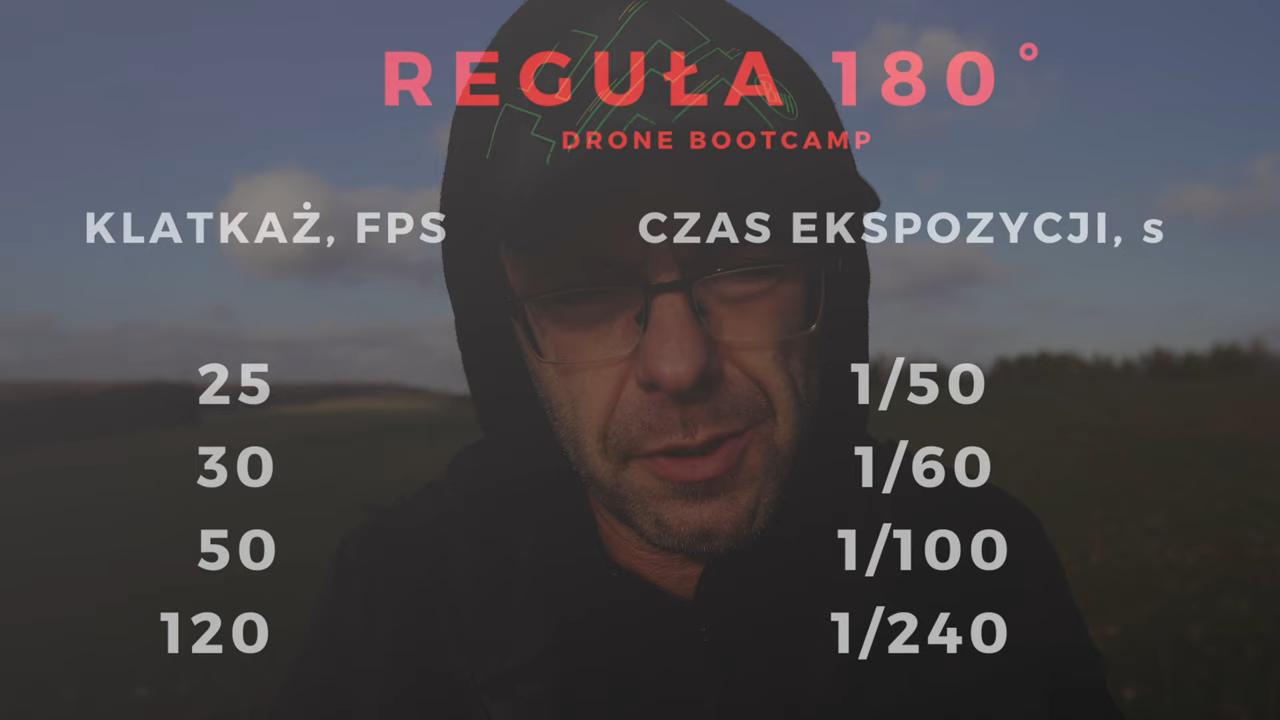 REGUŁA 180°
DRONE BOOTCAMP
KLATKAŻ, FPS CZAS EKSPOZYCJI, s
25 1/50
30 1/60
50 1/100
120 1/240